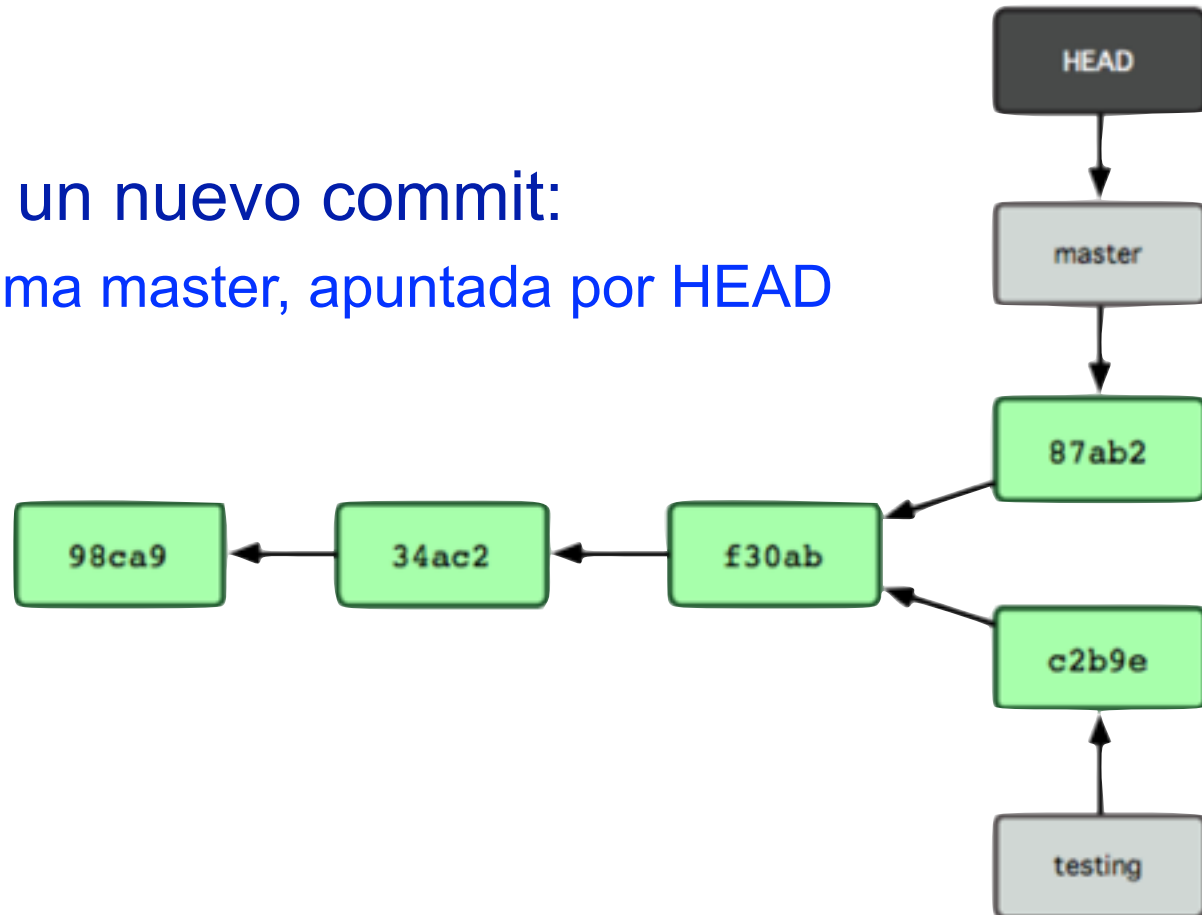 HEAD
un nuevo commit:
master
ma master, apuntada por HEAD
87ab2
98ca9
34ac2
f30ab
c2b9e
testing